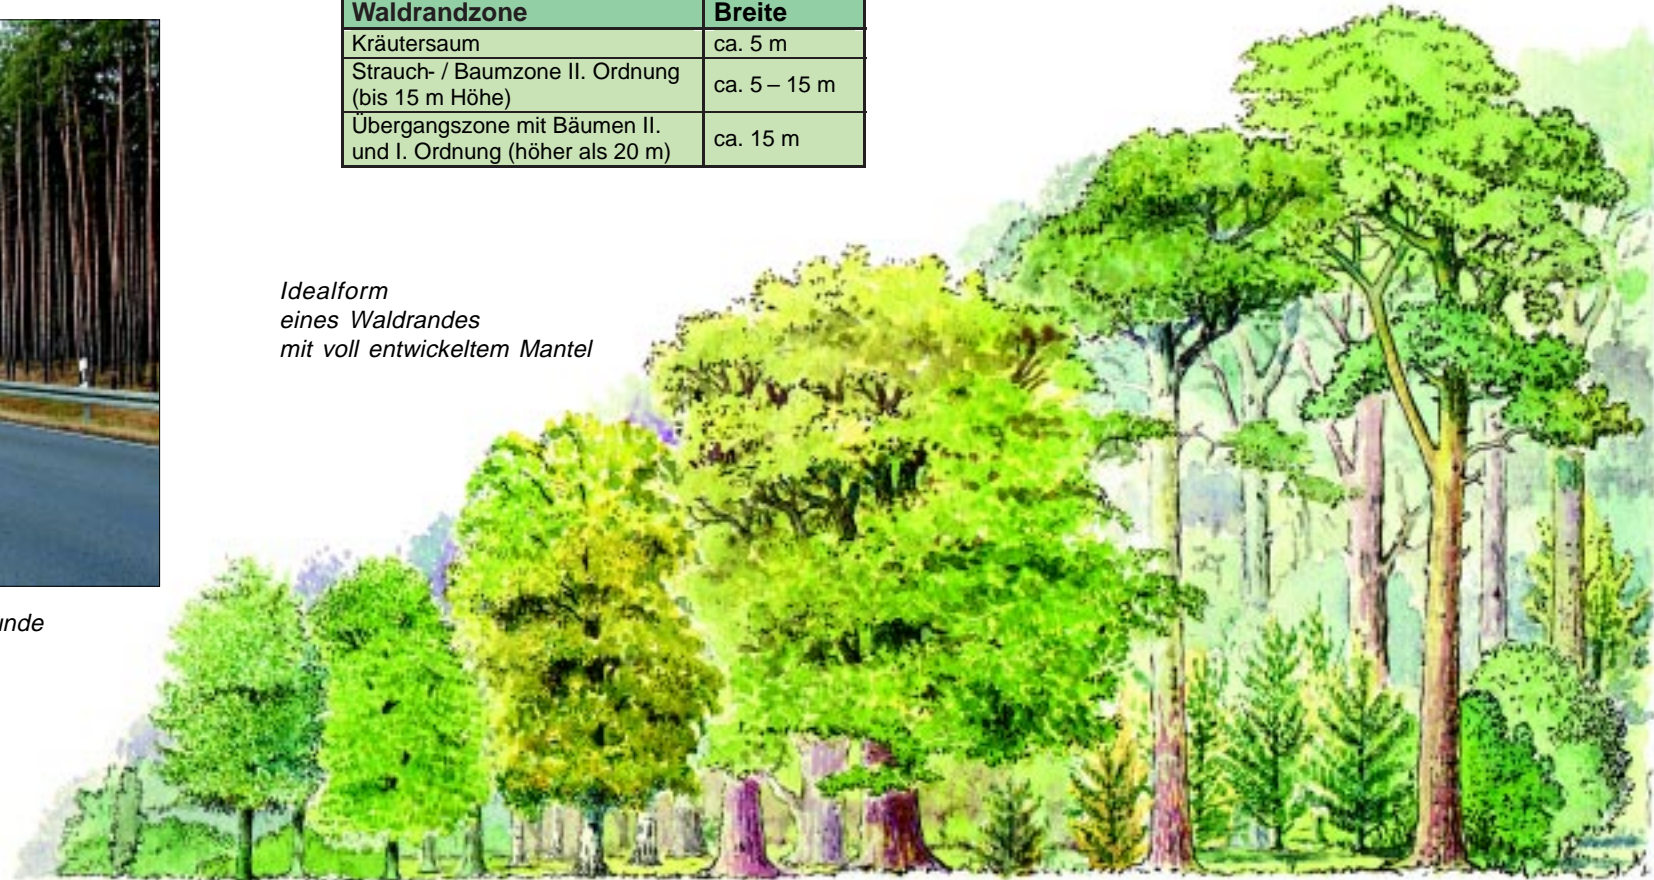 Waldrandzone Breite
Kräutersaum ca. 5 m
Strauch- / Baumzone II. Ordnung
(bis 15 m Höhe) ca. 5 – 15 m
Übergangszone mit Bäumen II.
und I. Ordnung (höher als 20 m) ca. 15 m
Idealform
eines Waldrandes
mit voll entwickeltem Mantel